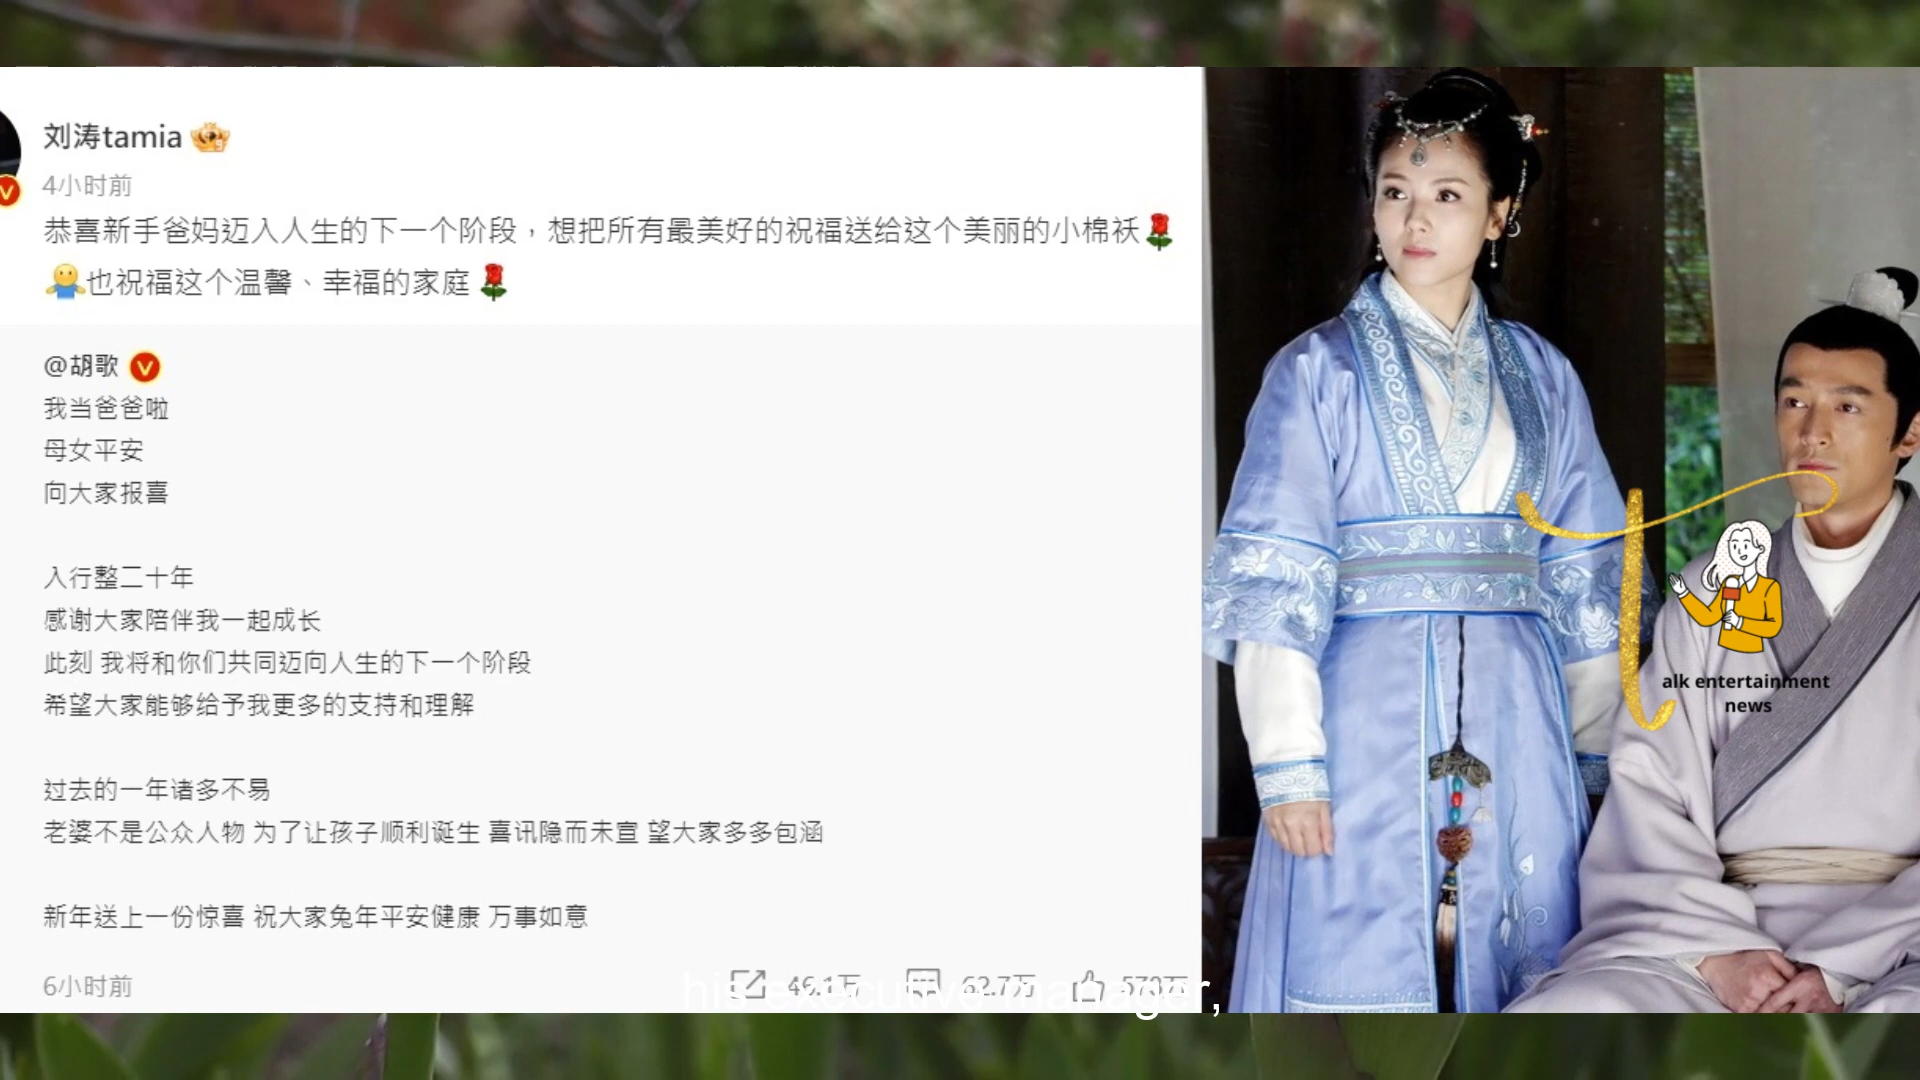 刘涛tamia
4小时前
恭喜新手爸妈迈入人生的下一个阶段，想把所有最美好的祝福送给这个美丽的小棉袄
也祝福这个温馨、幸福的家庭
@胡歌
我当爸爸啦
母女平安
向大家报喜
入行整二十年
感谢大家陪伴我一起成长
此刻 我将和你们共同迈向人生的下一个阶段
希望大家能够给予我更多的支持和理解
过去的一年诸多不易
老婆不是公众人物 为了让孩子顺利诞生 喜讯隐而未宣 望大家多多包涵
新年送上一份惊喜 祝大家兔年平安健康 万事如意
6小时前
his executive manager,
t
alk entertainment
news